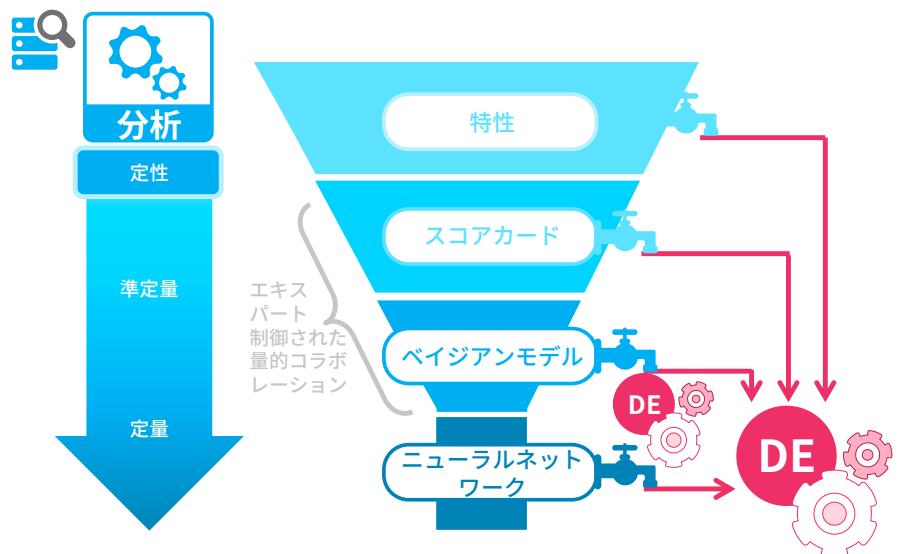 分析
定性
準定量
定量
特性
スコアカード
エキス
パート
制御された
量的コラボ
レーション
ベイジアンモデル
DE
ニューラルネット
ワーク
DE